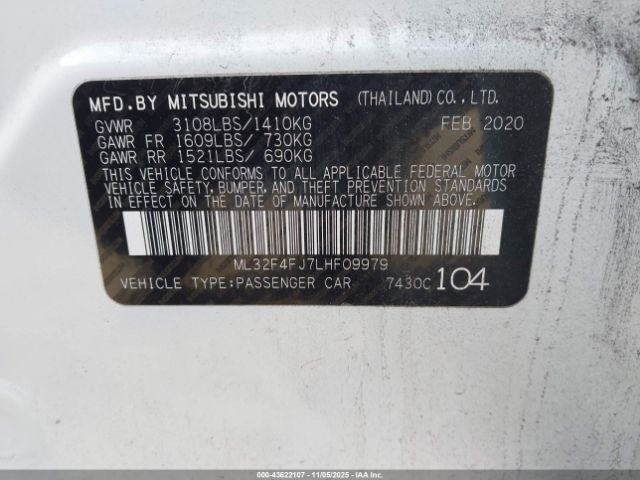 MFD.BY MITSUBISHI MOTORS (THAILAND)CO.,LTD.
GVWR 3108LBS/1410KG FEB 2020
GAWR FR 1609LBS/ 730KG
GAWR RR 1521LBS/ 690KG
THIS VEHICLE CONFORMS TO ALL APPLICABLE FEDERAL MOTOR
VEHICLE SAFETY, BUMPER, AND THEFT PREVENTION STANDARDS
IN EFFECT ON THE DATE OF MANUFACTURE SHOWN ABOVE.
ML32F4FJ7LHF09979
VEHICLE TYPE:PASSENGER CAR 7430C 104
000-43622107 - 11/05/2025 - IAAI.com